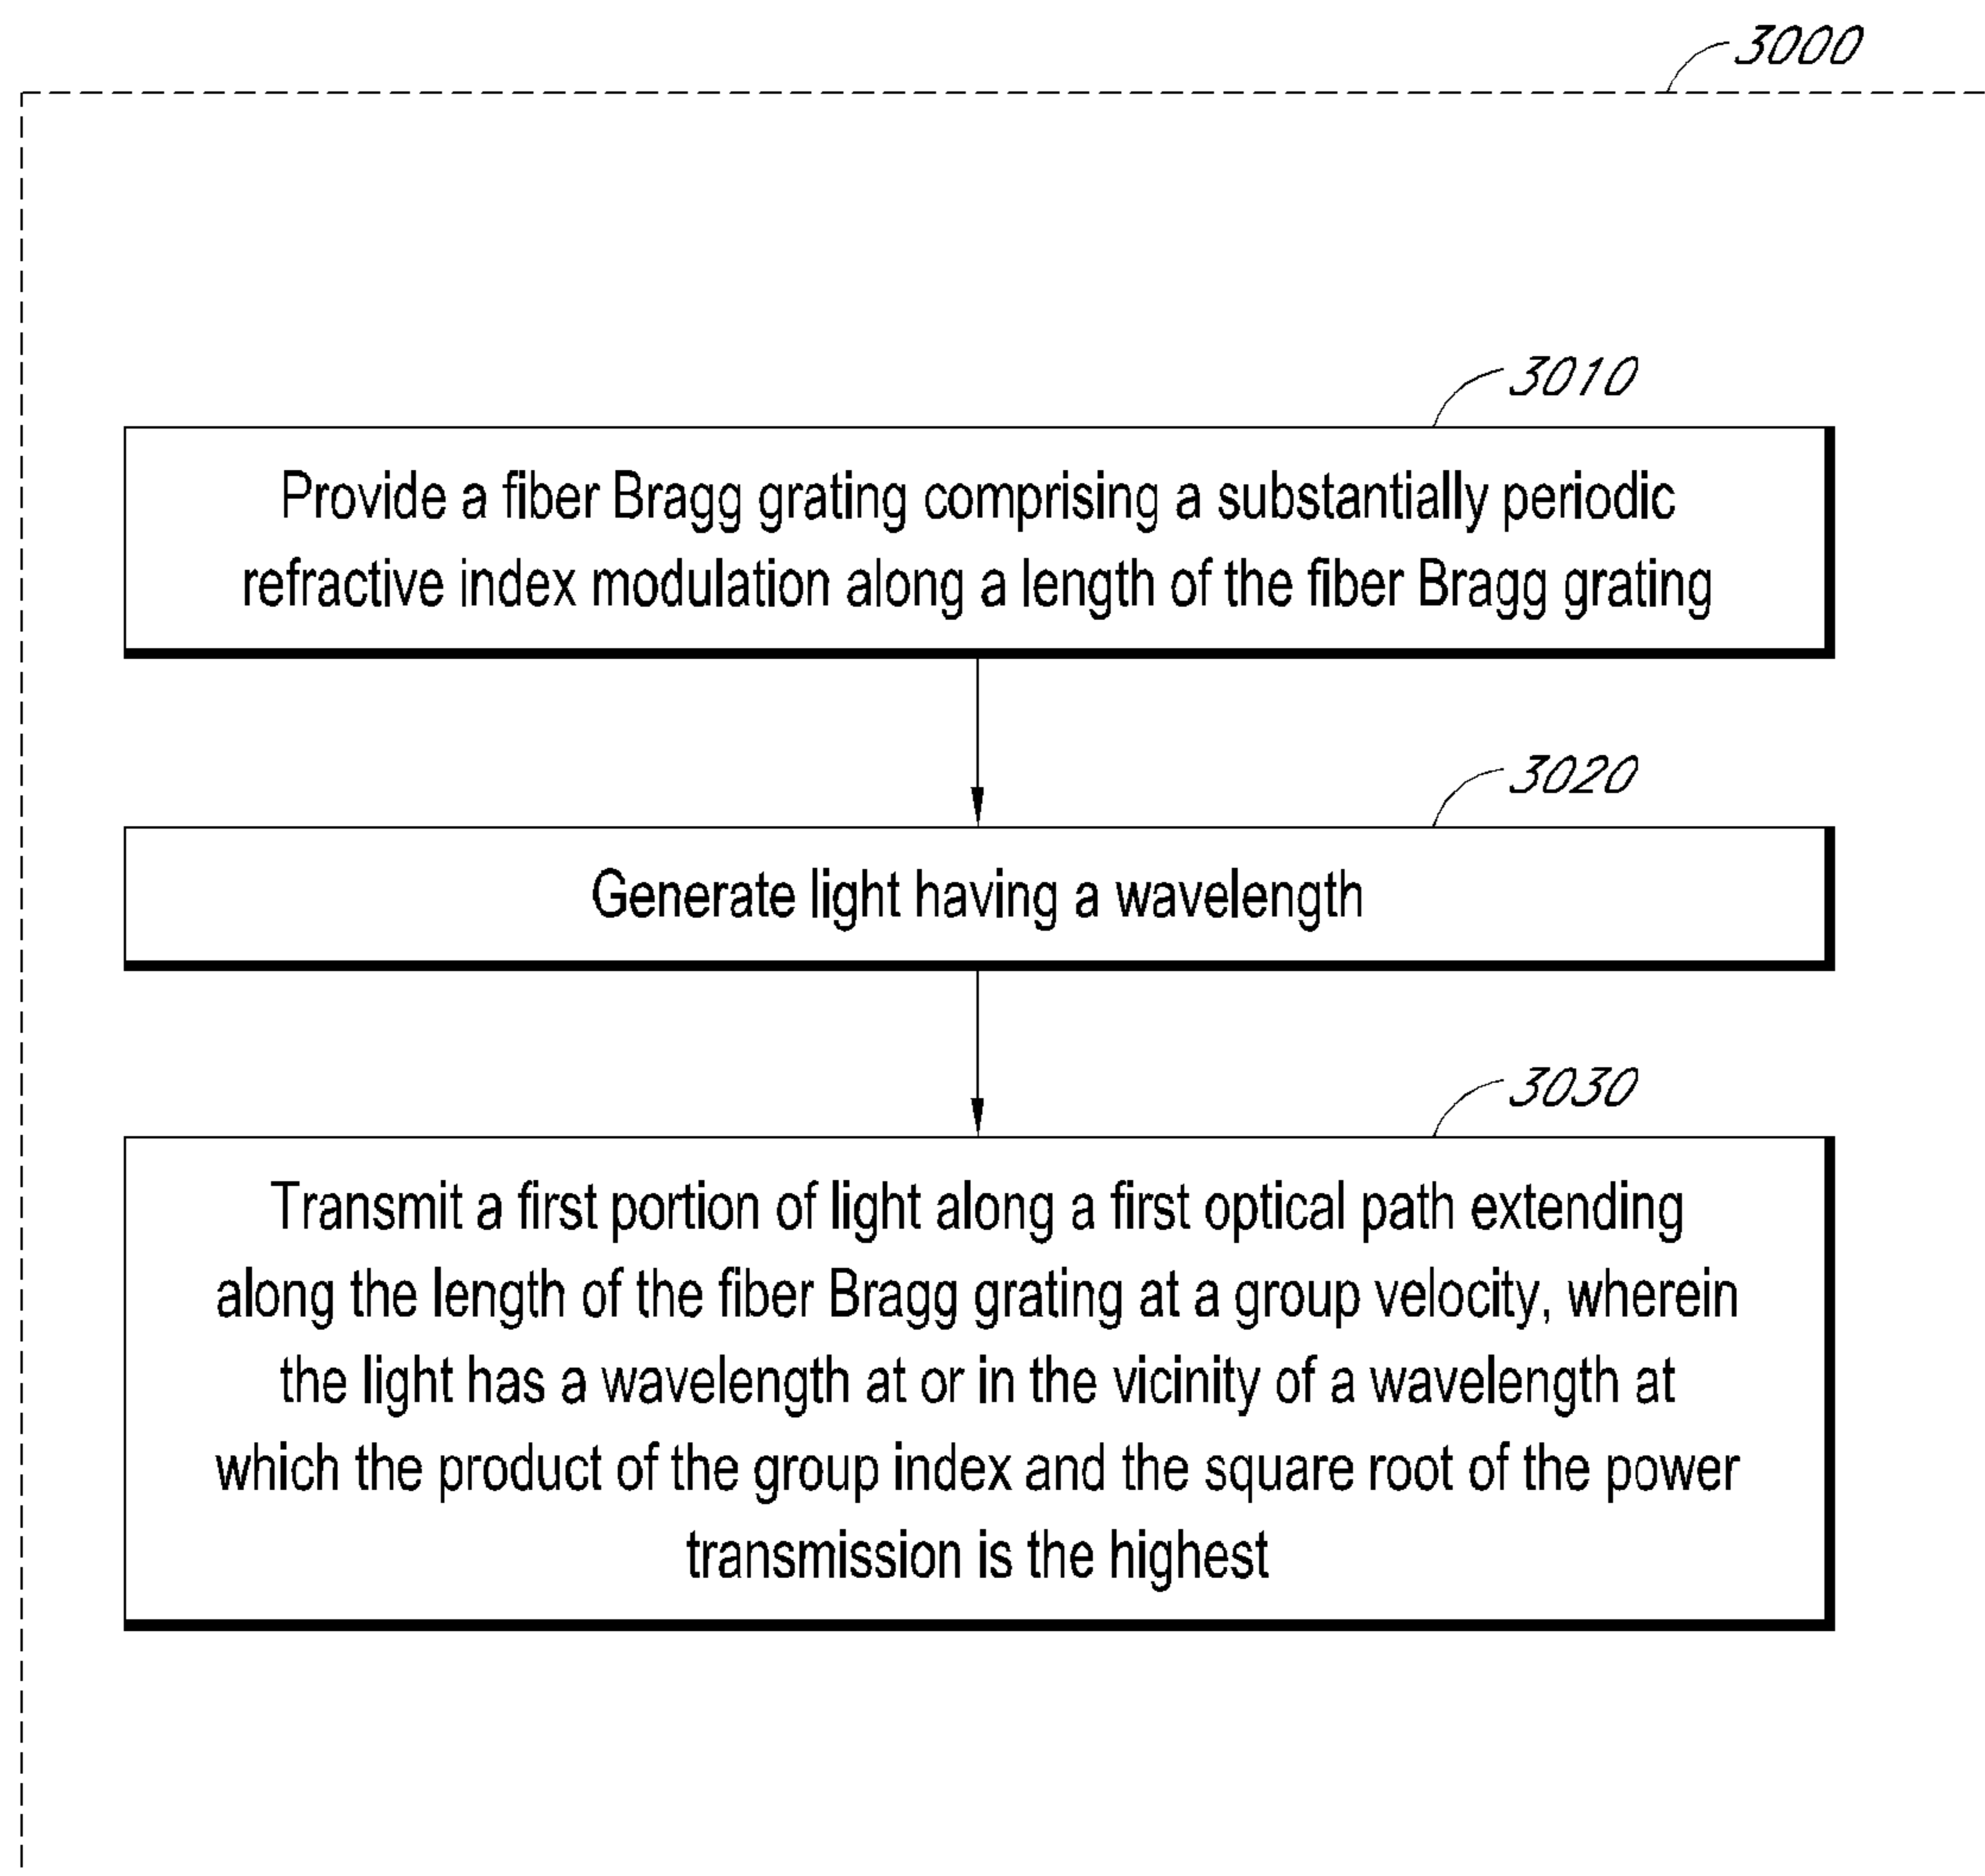 3000
3010
Provide a fiber Bragg grating comprising a substantially periodic
refractive index modulation along a length of the fiber Bragg grating
3020
Generate light having a wavelength
3030
Transmit a first portion of light along a first optical path extending
along the length of the fiber Bragg grating at a group velocity, wherein
the light has a wavelength at or in the vicinity of a wavelength at
which the product of the group index and the square root of the power
transmission is the highest